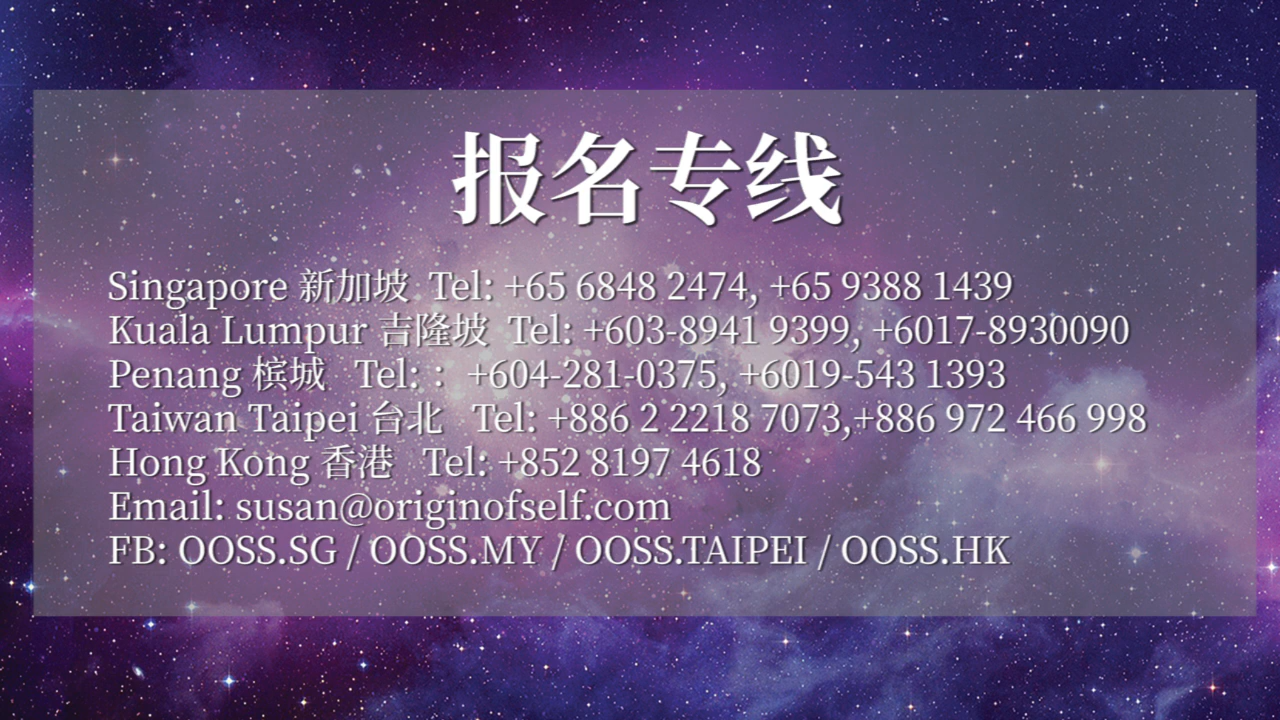 报名专线
Singapore 新加坡 Tel: +65 6848 2474, +65 9388 1439
Kuala Lumpur 吉隆坡 Tel: +603-8941 9399, +6017-8930090
Penang 槟城 Tel: : +604-281-0375, +6019-543 1393
Taiwan Taipei 台北 Tel: +886 2 2218 7073,+886 972 466 998
Hong Kong 香港 Tel: +852 8197 4618
Email: susan@originofself.com
FB: OOSS.SG / OOSS.MY / OOSS.TAIPEI / OOSS.HK